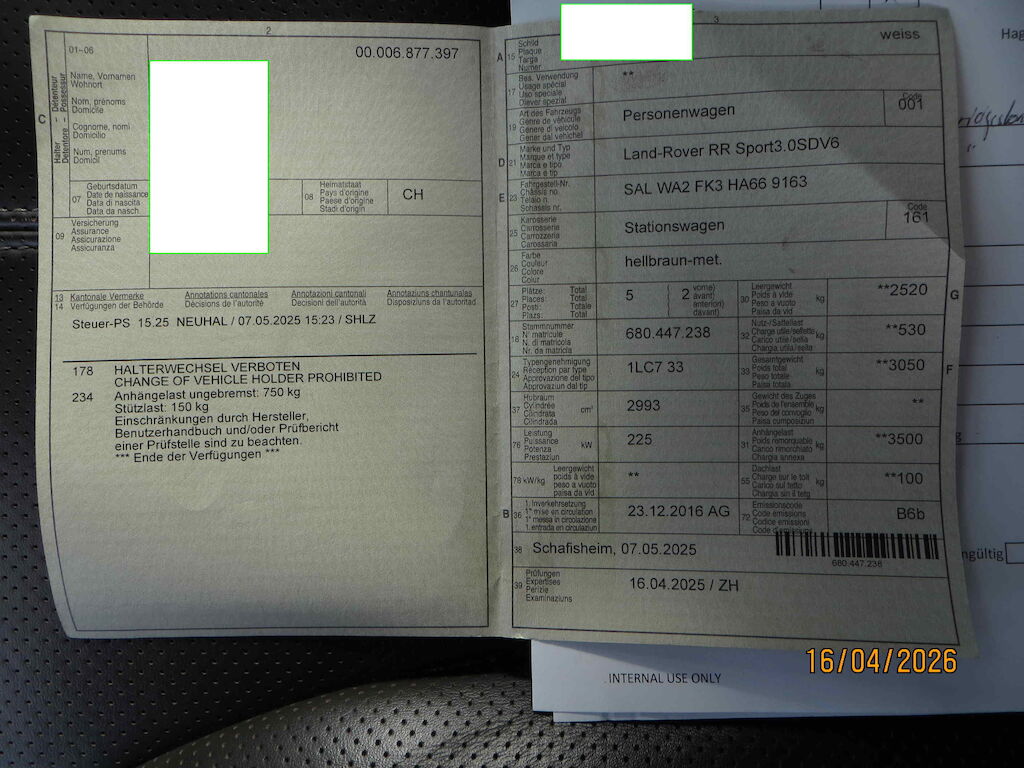 2
01-06
00.006.877.397
C
Halter – Détenteur
Detentore – Possessur
Name, Vornamen
Wohnort
Nom, prénoms
Domicile
Cognome, nomi
Domicilio
Num, prenums
Domicil
07
Geburtsdatum
Date de naissance
Data di nascita
Data da nasch.
08
Heimatstaat
Pays d'origine
Paese d'origine
Stadi d'origin
CH
09
Versicherung
Assurance
Assicurazione
Assicuranza
13 Kantonale Vermerke Annotations cantonales Annotazioni cantonali Annotaziuns chantunalas
14 Verfügungen der Behörde Décisions de l'autorité Decisioni dell'autorità Disposiziuns da l'autoritad
Steuer-PS 15.25 NEUHAL / 07.05.2025 15:23 / SHLZ
178 HALTERWECHSEL VERBOTEN
CHANGE OF VEHICLE HOLDER PROHIBITED
234 Anhängelast ungebremst: 750 kg
Stützlast: 150 kg
Einschränkungen durch Hersteller,
Benutzerhandbuch und/oder Prüfbericht
einer Prüfstelle sind zu beachten.
*** Ende der Verfügungen ***
3
A 15
Schild
Plaque
Targa
Numer
weiss
17
Bes. Verwendung
Usage spécial
Uso speciale
Diever spezial
**
19
Art des Fahrzeugs
Genre de véhicule
Genere di veicolo
Gener dal vehichel
Personenwagen
Code
001
D 21
Marke und Typ
Marque et type
Marca e tipo
Marca e tip
Land-Rover RR Sport3.0SDV6
E 23
Fahrgestell-Nr.
Châssis no.
Telaio n.
Schassis nr.
SAL WA2 FK3 HA66 9163
25
Karosserie
Carrosserie
Carrozzeria
Carossaria
Stationswagen
Code
161
26
Farbe
Couleur
Colore
Colur
hellbraun-met.
27
Plätze: Total
Places: Total
Posti: Totale
Plazs: Total
5
2
vorne)
avant)
anteriori)
davant)
30
Leergewicht
Poids à vide
Peso a vuoto
Paisa da vid
kg
**2520
G
18
Stammnummer
N° matricule
N. di matricola
Nr. da matricla
680.447.238
32
Nutz-/Sattellast
Charge utile/sellette
Carico utile/sella
Chargia utila/sella
kg
**530
24
Typengenehmigung
Réception par type
Approvazione del tipo
Approvaziun dal tip
1LC7 33
33
Gesamtgewicht
Poids total
Peso totale
Paisa totala
kg
**3050
F
37
Hubraum
Cylindrée
Cilindrata
Cilindrada
cm³
2993
35
Gewicht des Zuges
Poids de l'ensemble
Peso del convoglio
Paisa cumposiziun
kg
**
76
Leistung
Puissance
Potenza
Prestaziun
kW
225
31
Anhängelast
Poids remorquable
Carico rimorchiato
Chargia annexa
kg
**3500
78 kW/kg
Leergewicht
poids à vide
peso a vuoto
paisa da vid
**
55
Dachlast
Charge sur le toit
Carico sul tetto
Chargia sin il tetg
kg
**100
B 36
1. Inverkehrsetzung
1re mise en circulation
1a messa in circolazione
1. entrada en circulaziun
23.12.2016 AG
72
Emissionscode
Code émissions
Codice emissioni
Code d'emissiuns
B6b
38 Schafisheim, 07.05.2025
680.447.238
39
Prüfungen
Expertises
Perizie
Examinaziuns
16.04.2025 / ZH
Hag
ngültig
INTERNAL USE ONLY
16/04/2026